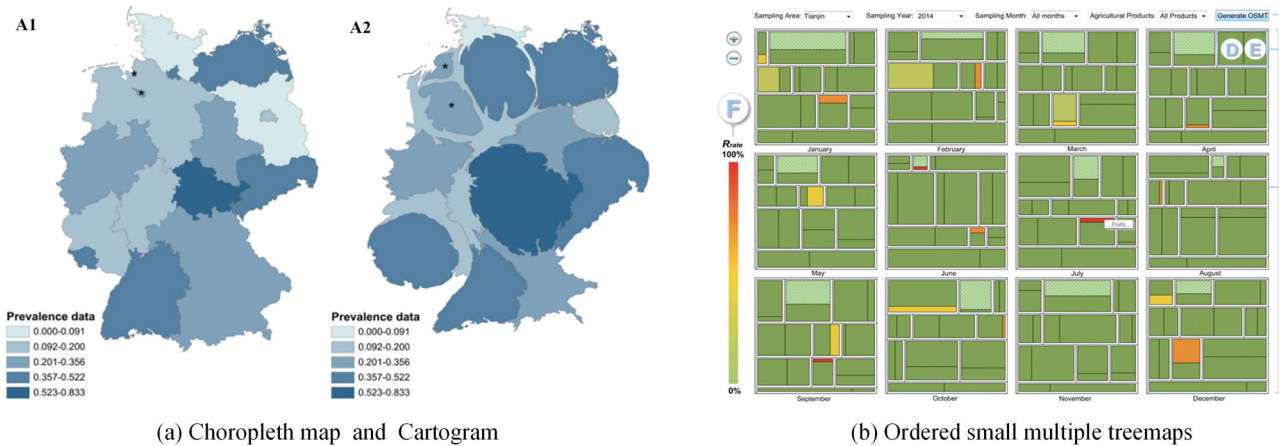 A1
A2
Prevalence data
0.000-0.091
0.092-0.200
0.201-0.356
0.357-0.522
0.523-0.833
Prevalence data
0.000-0.091
0.092-0.200
0.201-0.356
0.357-0.522
0.523-0.833
(a) Choropleth map and Cartogram
Sampling Area: Tianjin Sampling Year: 2014 Sampling Month: All months Agricultural Products: All Products Generate OSMT
D E
F
Rrate
100%
0%
January February March April
Fruits
May June July August
September October November December
(b) Ordered small multiple treemaps